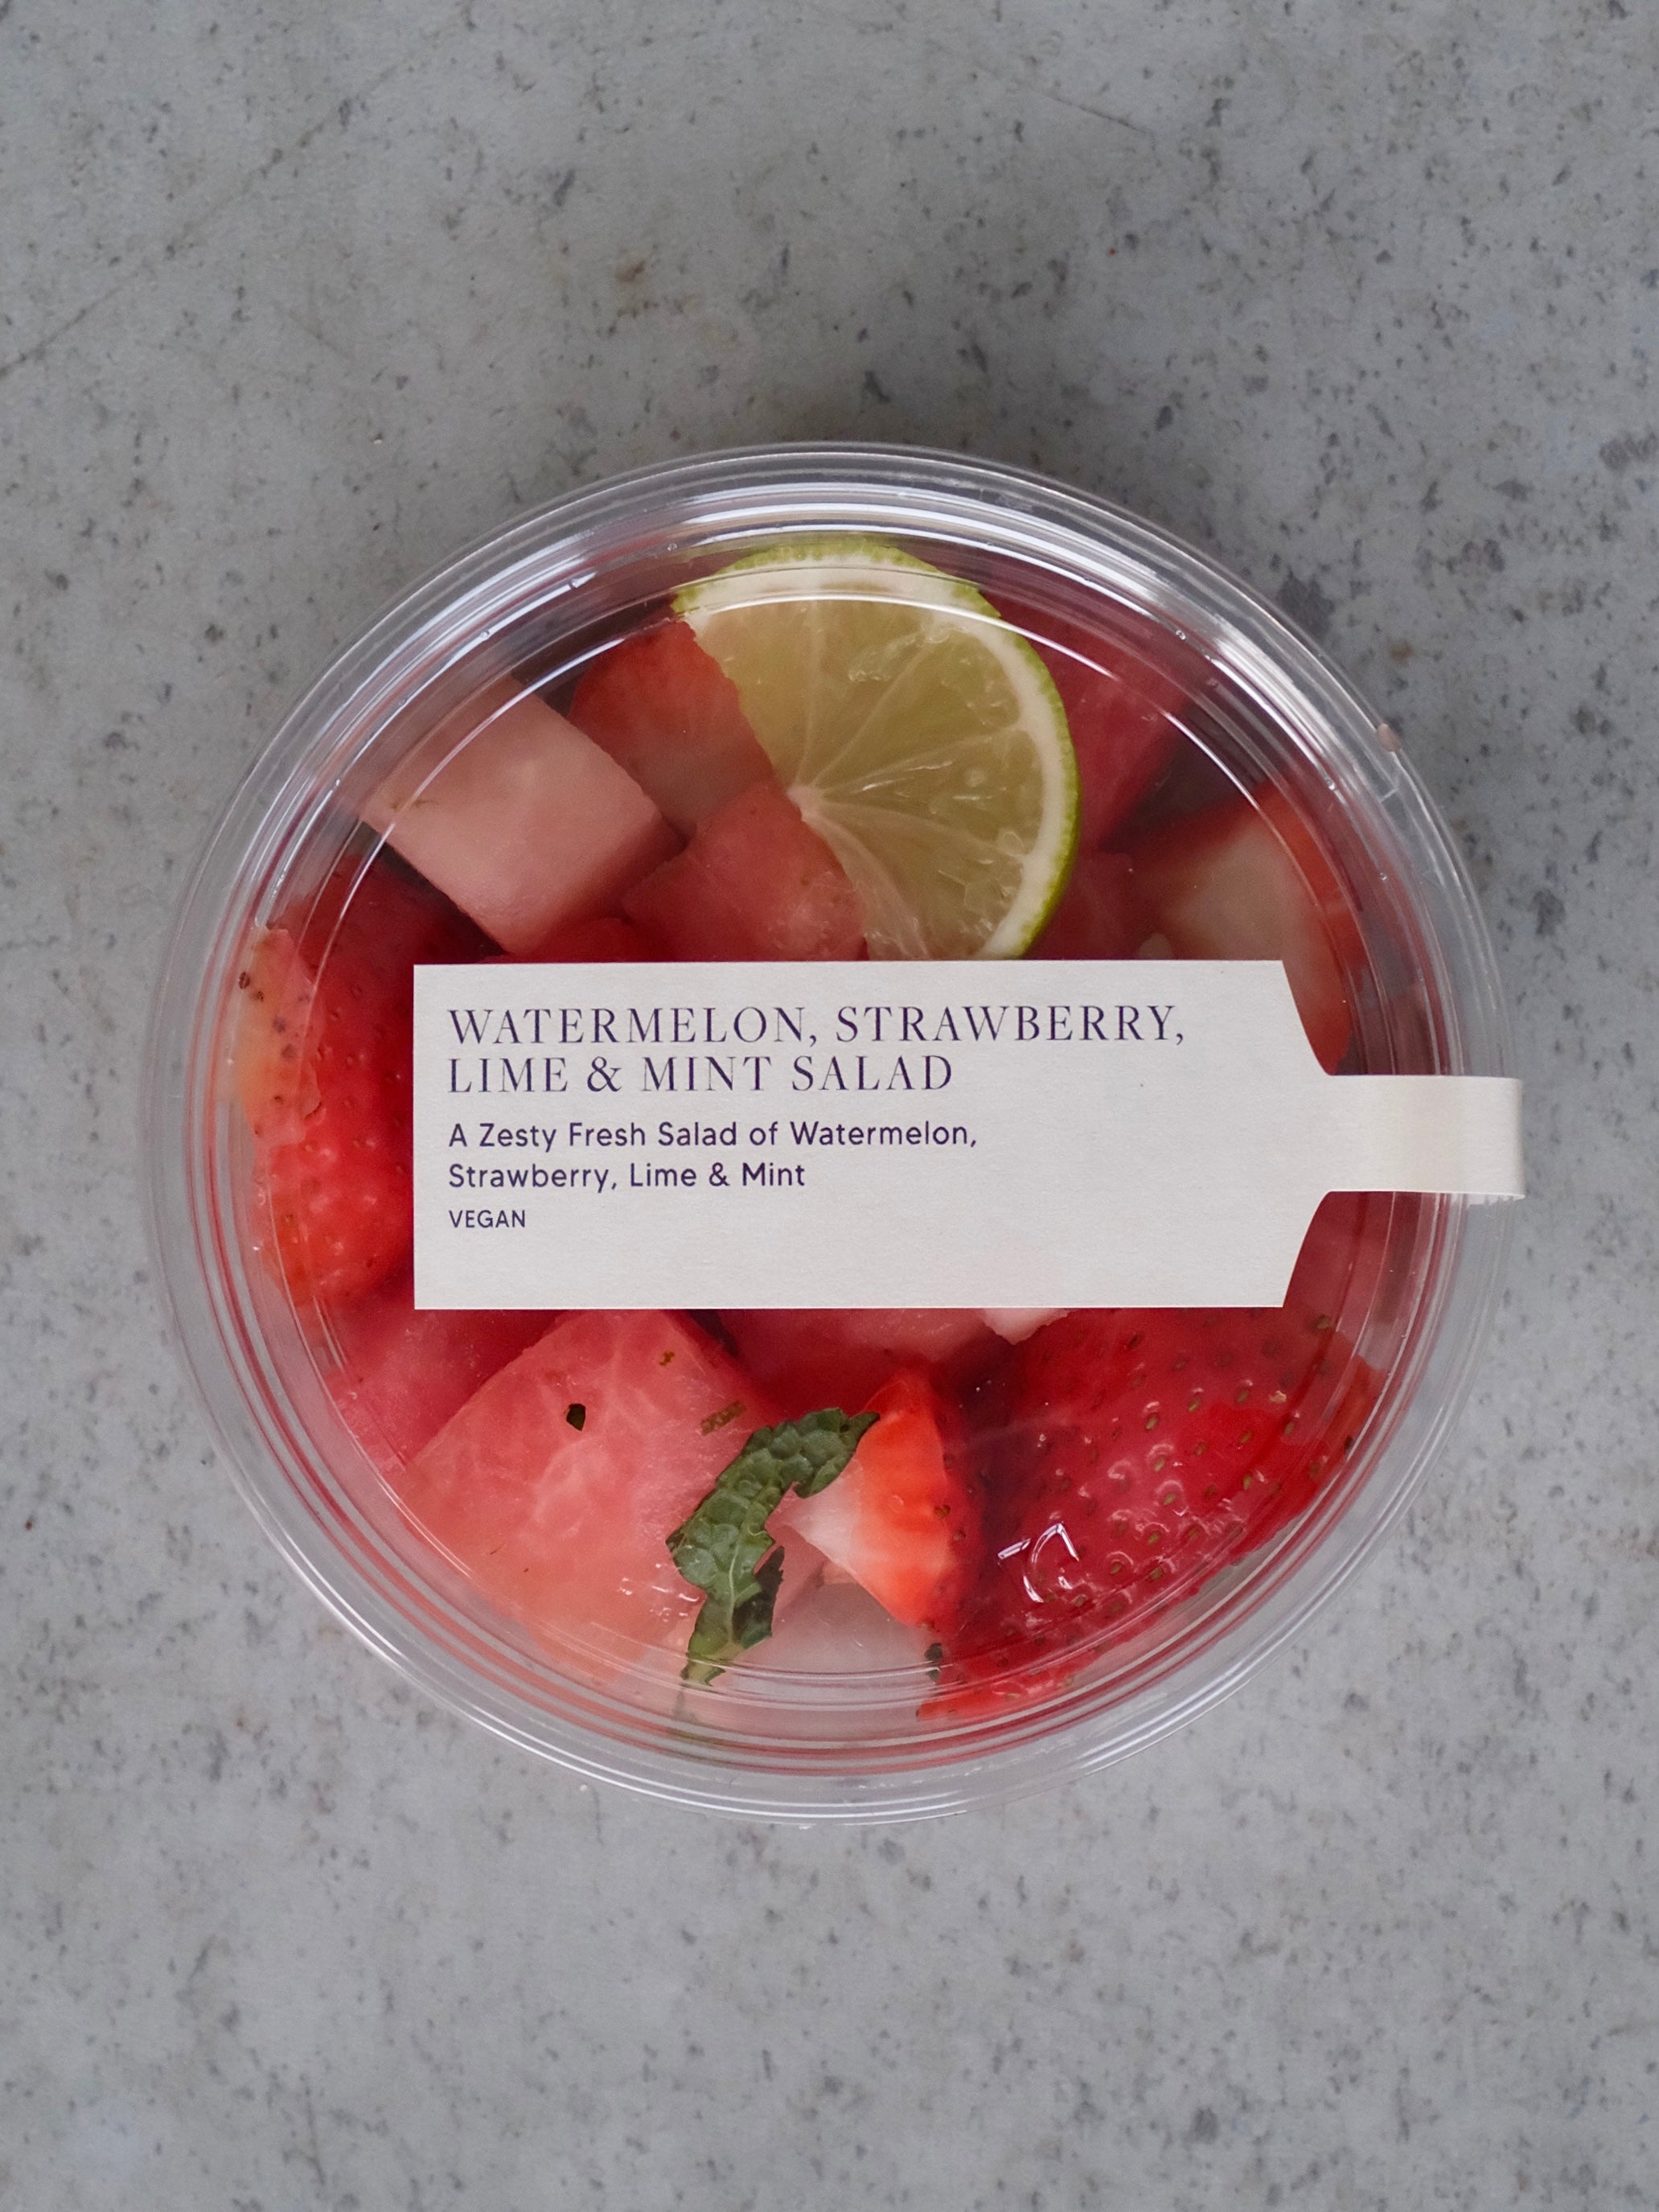 WATERMELON, STRAWBERRY,
LIME & MINT SALAD
A Zesty Fresh Salad of Watermelon,
Strawberry, Lime & Mint
VEGAN